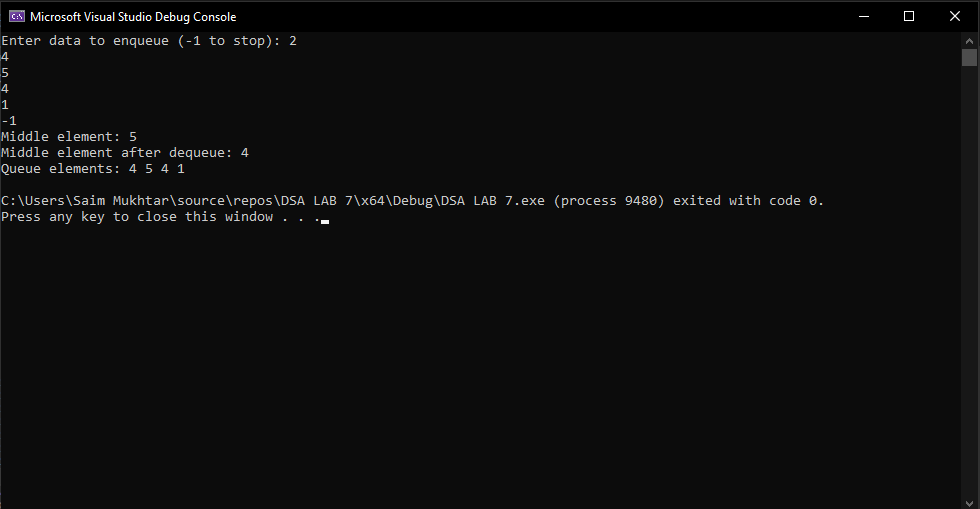 Microsoft Visual Studio Debug Console
Enter data to enqueue (-1 to stop): 2
4
5
4
1
-1
Middle element: 5
Middle element after dequeue: 4
Queue elements: 4 5 4 1
C:\Users\Saim Mukhtar\source\repos\DSA LAB 7\x64\Debug\DSA LAB 7.exe (process 9480) exited with code 0.
Press any key to close this window . . .